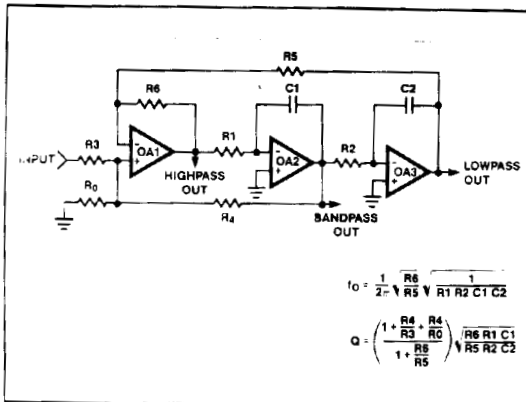 R5
R6
C1
C2
R3
OA1
R1
OA2
R2
OA3
INPUT
HIGHPASS
OUT
LOWPASS
OUT
R0
R4
BANDPASS
OUT
f0 = 1/2π √(R6/R5) √(1/(R1 R2 C1 C2))
Q = ((1 + R4/R3 + R4/R0)/(1 + R6/R5)) √(R6 R1 C1/(R5 R2 C2))